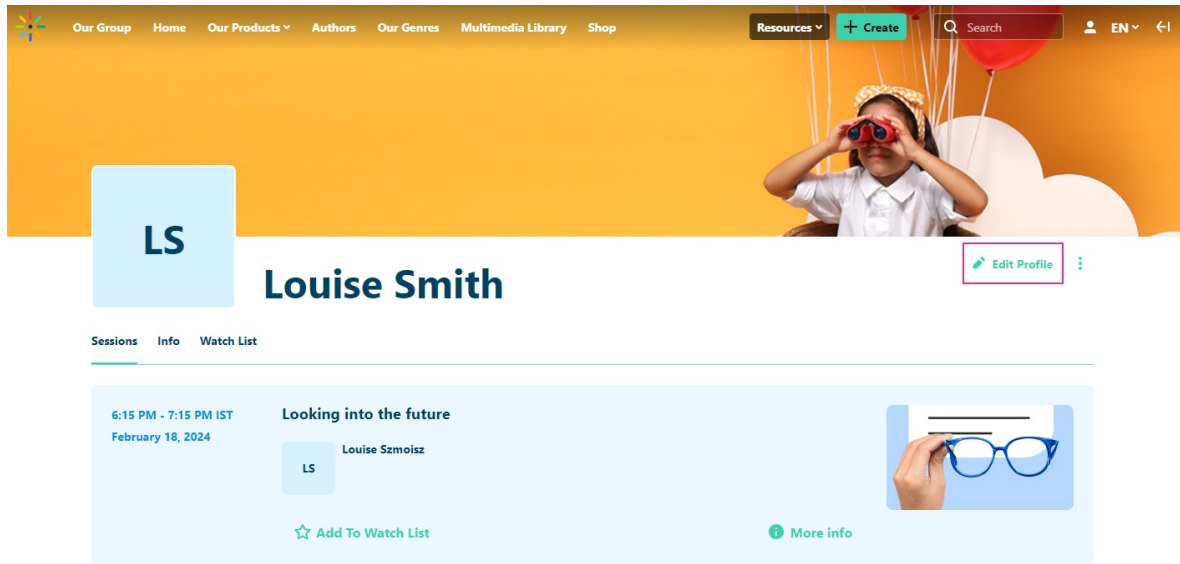 Our Group Home Our Products Authors Our Genres Multimedia Library Shop Resources + Create Search EN
LS
Louise Smith
Edit Profile
Sessions Info Watch List
6:15 PM - 7:15 PM IST
February 18, 2024
Looking into the future
LS
Louise Szmoisz
Add To Watch List
More info